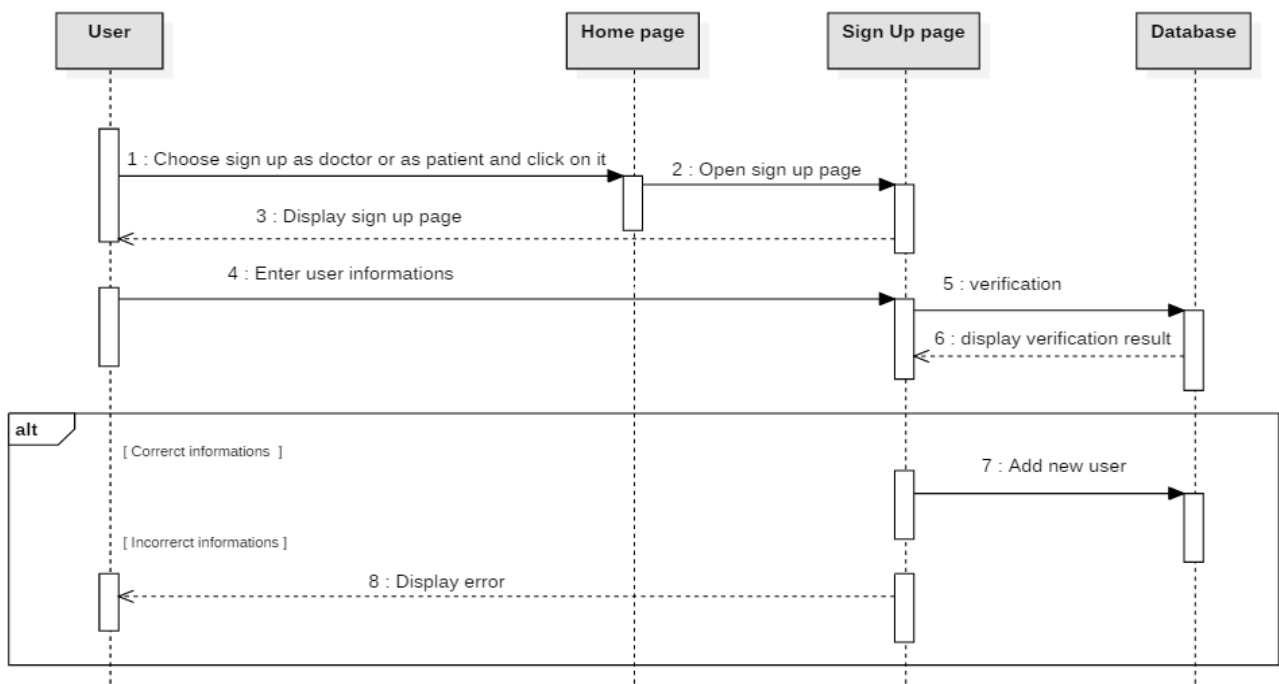 User
Home page
Sign Up page
Database
1 : Choose sign up as doctor or as patient and click on it
2 : Open sign up page
3 : Display sign up page
4 : Enter user informations
5 : verification
6 : display verification result
alt
[ Correrct informations  ]
7 : Add new user
[ Incorrerct informations ]
8 : Display error